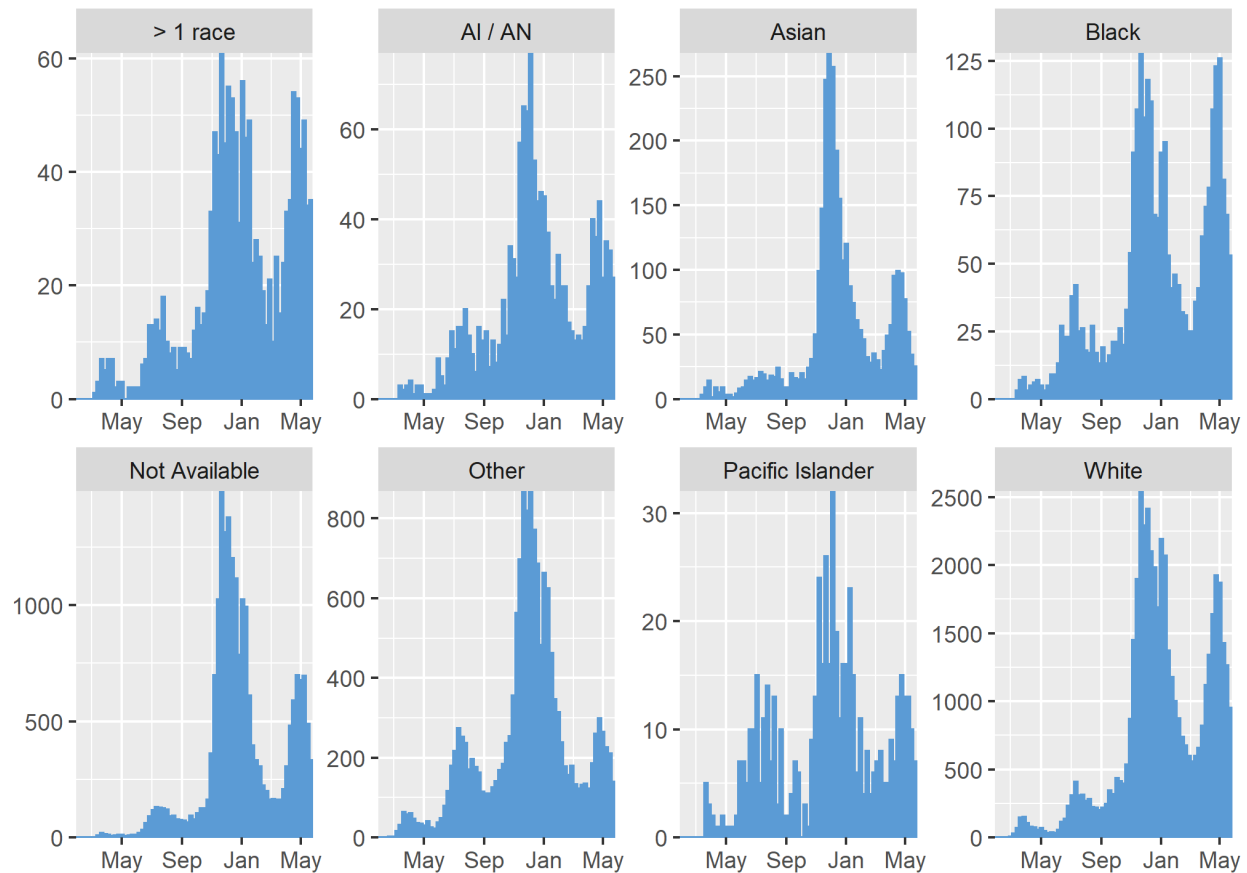 > 1 race
AI / AN
Asian
Black
60
40
20
0
60
40
20
0
250
200
150
100
50
0
125
100
75
50
25
0
May Sep Jan May
May Sep Jan May
May Sep Jan May
May Sep Jan May
Not Available
Other
Pacific Islander
White
1000
500
0
800
600
400
200
0
30
20
10
0
2500
2000
1500
1000
500
0
May Sep Jan May
May Sep Jan May
May Sep Jan May
May Sep Jan May